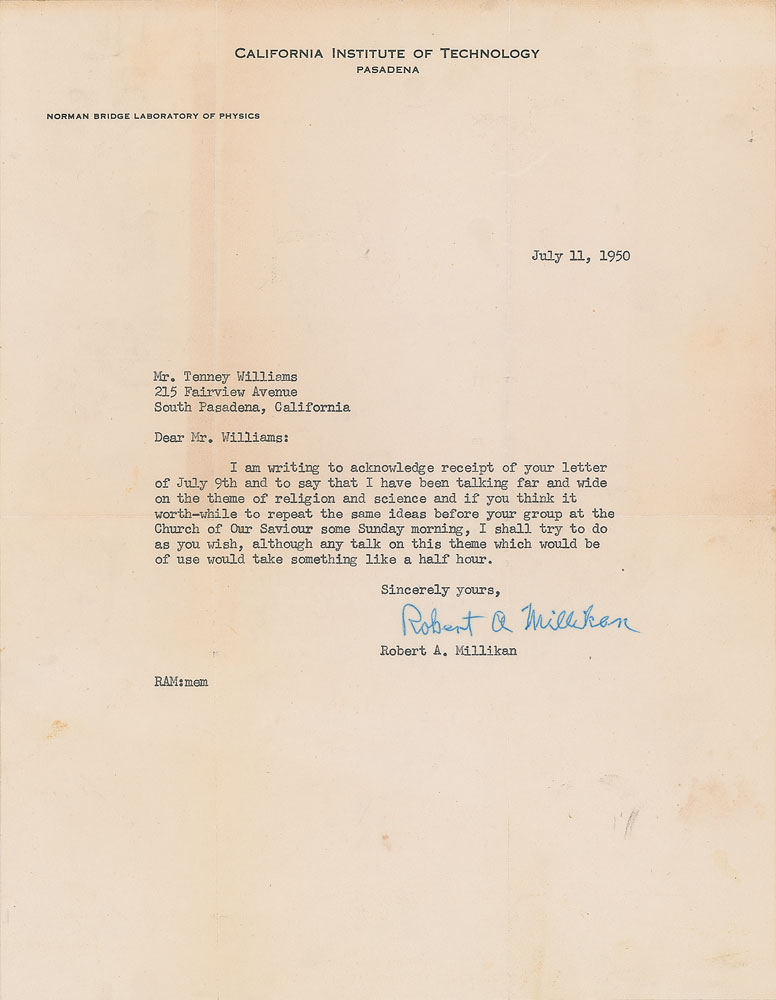 CALIFORNIA INSTITUTE OF TECHNOLOGY
PASADENA
NORMAN BRIDGE LABORATORY OF PHYSICS
July 11, 1950
Mr. Tenney Williams
215 Fairview Avenue
South Pasadena, California
Dear Mr. Williams:
I am writing to acknowledge receipt of your letter
of July 9th and to say that I have been talking far and wide
on the theme of religion and science and if you think it
worth-while to repeat the same ideas before your group at the
Church of Our Saviour some Sunday morning, I shall try to do
as you wish, although any talk on this theme which would be
of use would take something like a half hour.
Sincerely yours,
Robert A Millikan
Robert A. Millikan
RAM:mem